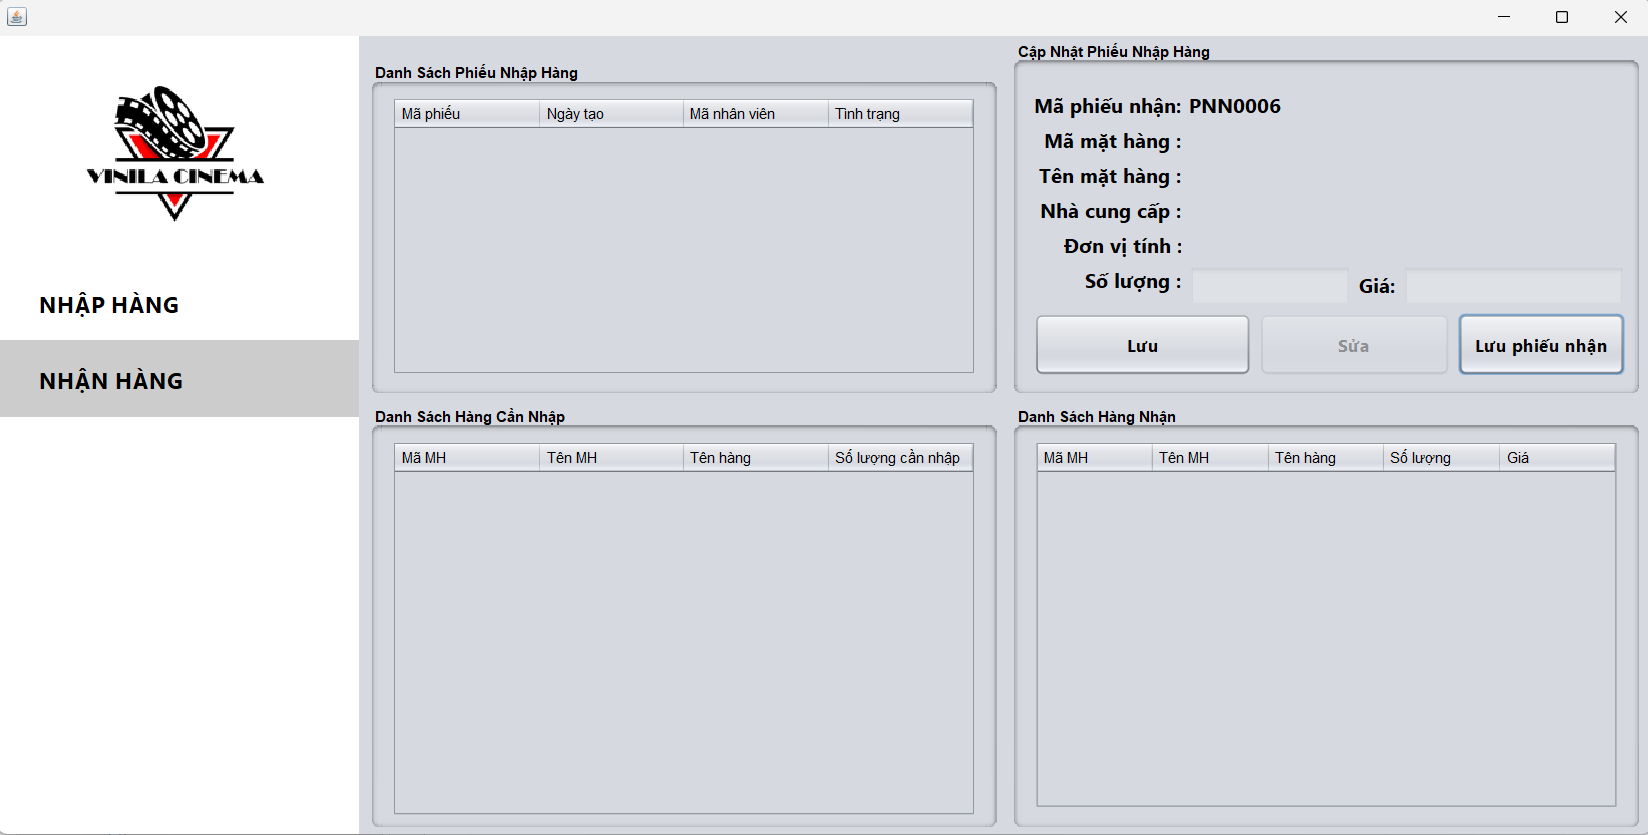 VINILA CINEMA
NHẬP HÀNG
NHẬN HÀNG
Danh Sách Phiếu Nhập Hàng
Mã phiếu Ngày tạo Mã nhân viên Tình trạng
Cập Nhật Phiếu Nhập Hàng
Mã phiếu nhận: PNN0006
Mã mặt hàng :
Tên mặt hàng :
Nhà cung cấp :
Đơn vị tính :
Số lượng : Giá:
Lưu Sửa Lưu phiếu nhận
Danh Sách Hàng Cần Nhập
Mã MH Tên MH Tên hàng Số lượng cần nhập
Danh Sách Hàng Nhận
Mã MH Tên MH Tên hàng Số lượng Giá